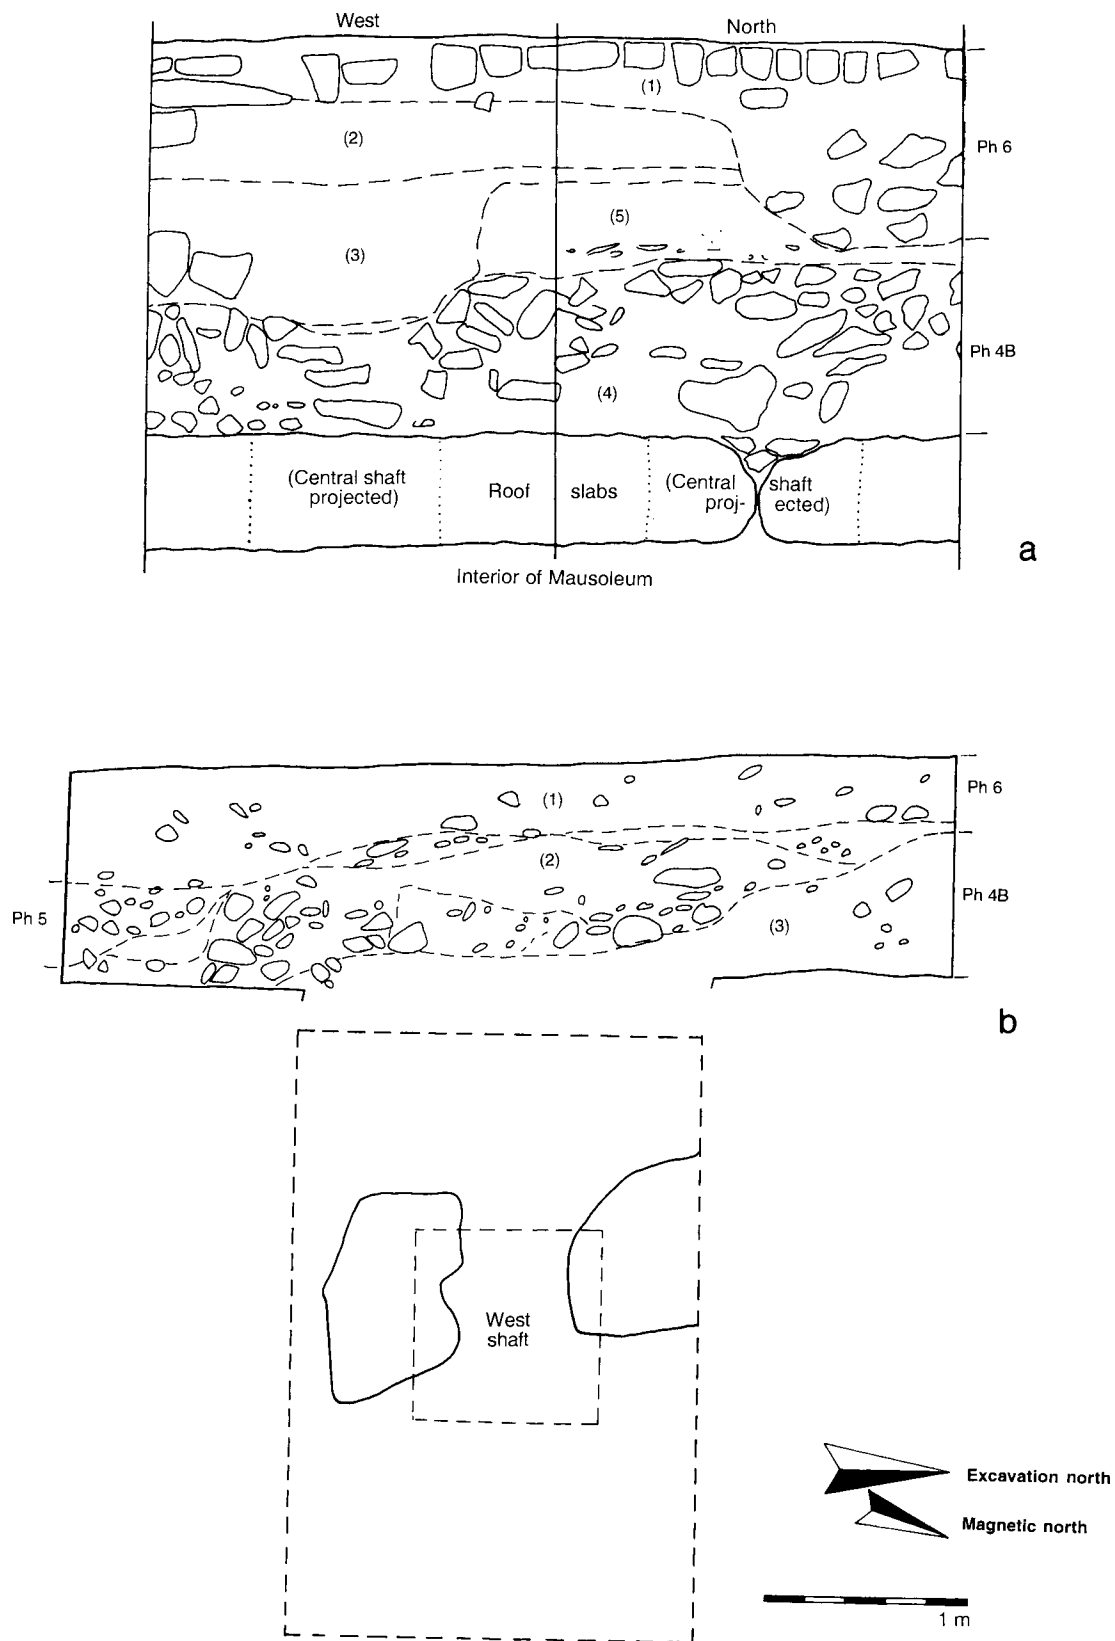 West
North
(1)
(2)
Ph 6
(5)
(3)
Ph 4B
(4)
(Central shaft
projected)
Roof slabs
(Central shaft
proj- ected)
a
Interior of Mausoleum
Ph 6
(1)
(2)
Ph 4B
Ph 5
(3)
b
West
shaft
Excavation north
Magnetic north
1 m